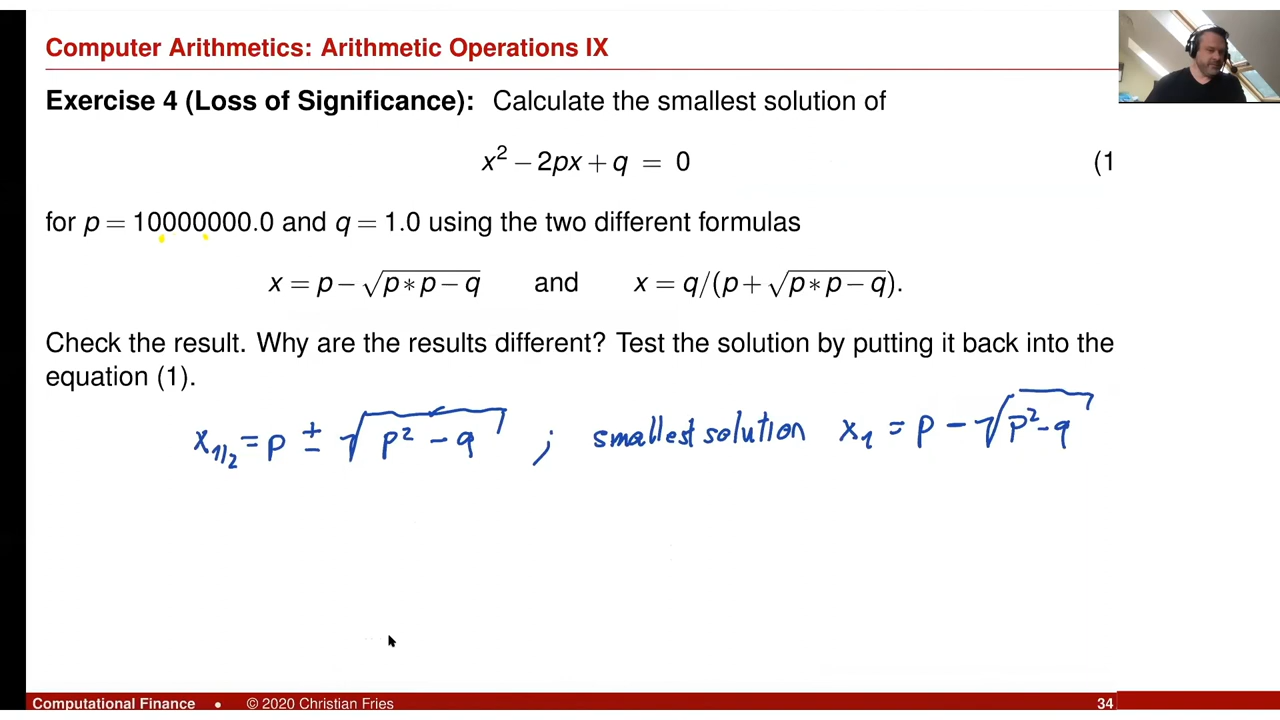 Computer Arithmetics: Arithmetic Operations IX
Exercise 4 (Loss of Significance): Calculate the smallest solution of
x² − 2px + q = 0 (1
for p = 10000000.0 and q = 1.0 using the two different formulas
x = p − √(p ∗ p − q) and x = q/(p + √(p ∗ p − q)).
Check the result. Why are the results different? Test the solution by putting it back into the
equation (1).
x₁/₂ = p ± √(p² − q) ; smallest solution x₁ = p − √(p² − q)
Computational Finance • © 2020 Christian Fries 34